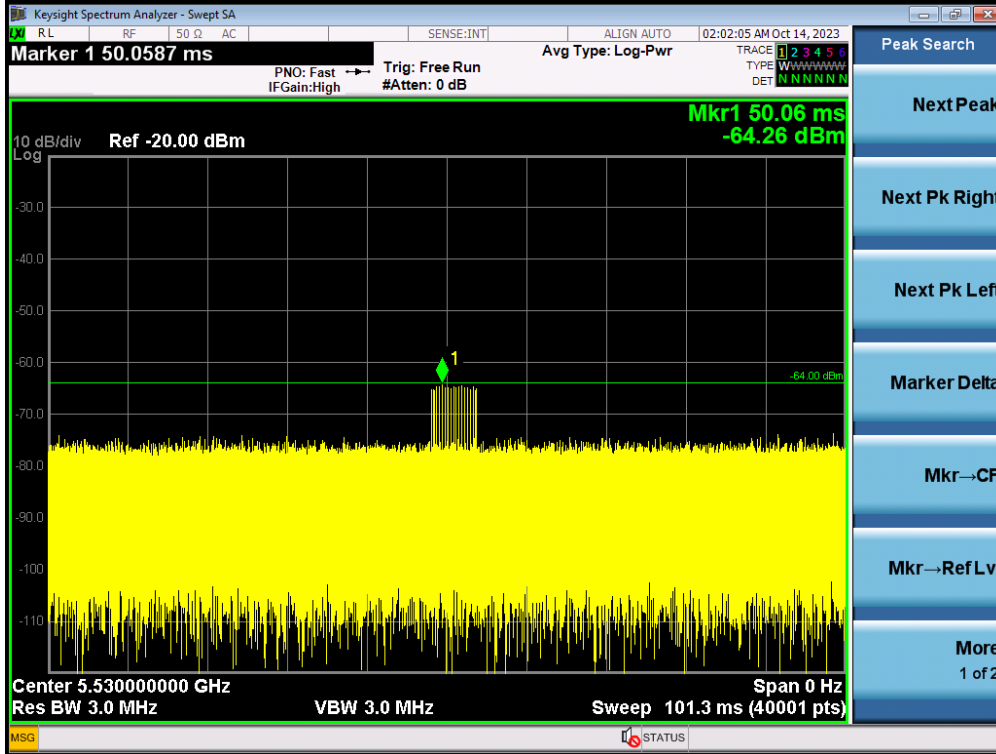 Keysight Spectrum Analyzer - Swept SA
LXI RL RF 50 Ω AC SENSE:INT ALIGN AUTO 02:02:05 AM Oct 14, 2023
Marker 1 50.0587 ms
PNO: Fast
IFGain:High
Trig: Free Run
#Atten: 0 dB
Avg Type: Log-Pwr
TRACE 1 2 3 4 5 6
TYPE WWWWWW
DET N N N N N N
Mkr1 50.06 ms
-64.26 dBm
10 dB/div Ref -20.00 dBm
Log
-30.0
-40.0
-50.0
-60.0
1
-64.00 dBm
-70.0
-80.0
-90.0
-100
-110
Center 5.530000000 GHz Span 0 Hz
Res BW 3.0 MHz VBW 3.0 MHz Sweep 101.3 ms (40001 pts)
MSG STATUS
Peak Search
Next Peak
Next Pk Right
Next Pk Left
Marker Delta
Mkr→CF
Mkr→Ref Lv
More
1 of 2